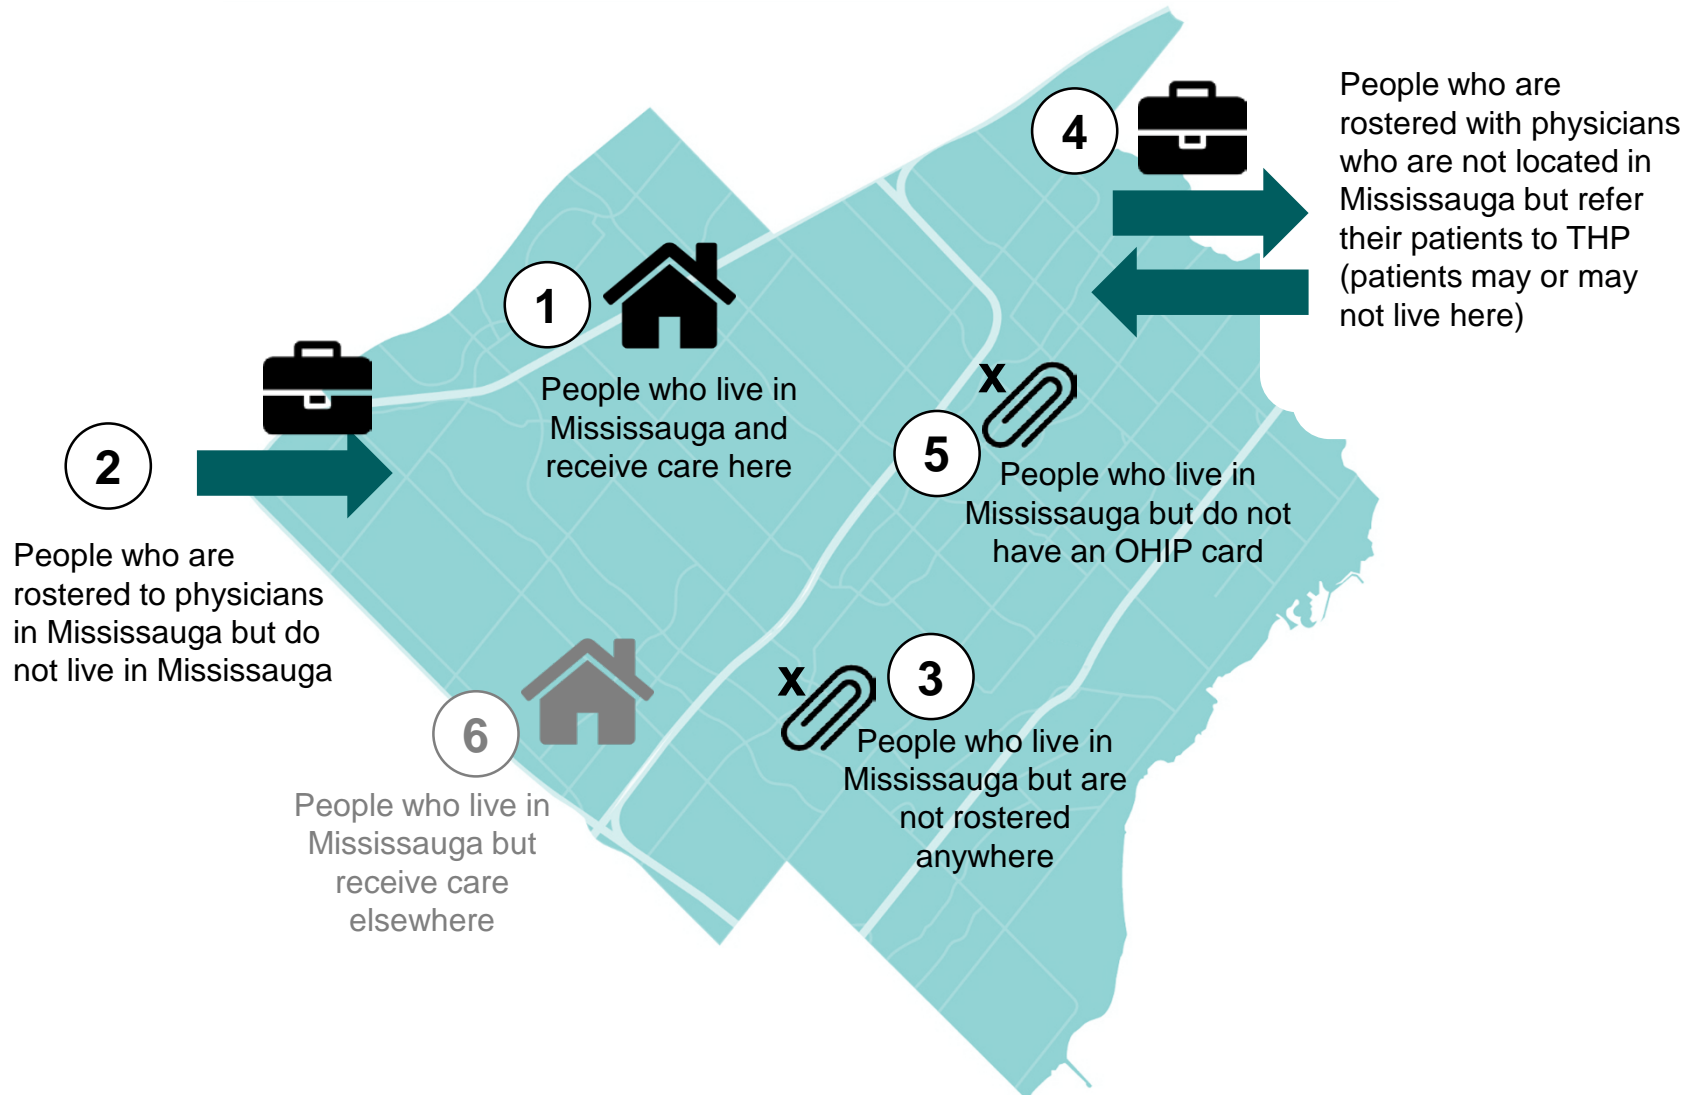 4
People who are
rostered with physicians
who are not located in
Mississauga but refer
their patients to THP
(patients may or may
not live here)
1
People who live in
Mississauga and
receive care here
2
People who are
rostered to physicians
in Mississauga but do
not live in Mississauga
x
5
People who live in
Mississauga but do not
have an OHIP card
x
3
People who live in
Mississauga but are
not rostered
anywhere
6
People who live in
Mississauga but
receive care
elsewhere